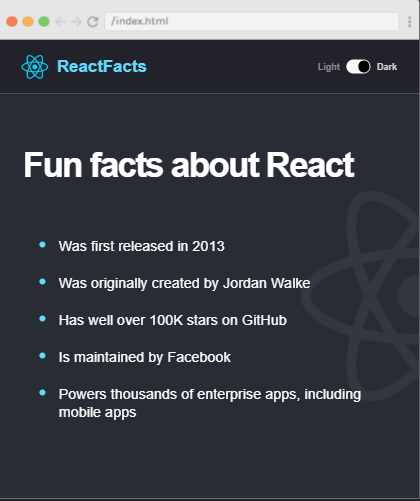 /index.html
ReactFacts
Light Dark
Fun facts about React
Was first released in 2013
Was originally created by Jordan Walke
Has well over 100K stars on GitHub
Is maintained by Facebook
Powers thousands of enterprise apps, including
mobile apps